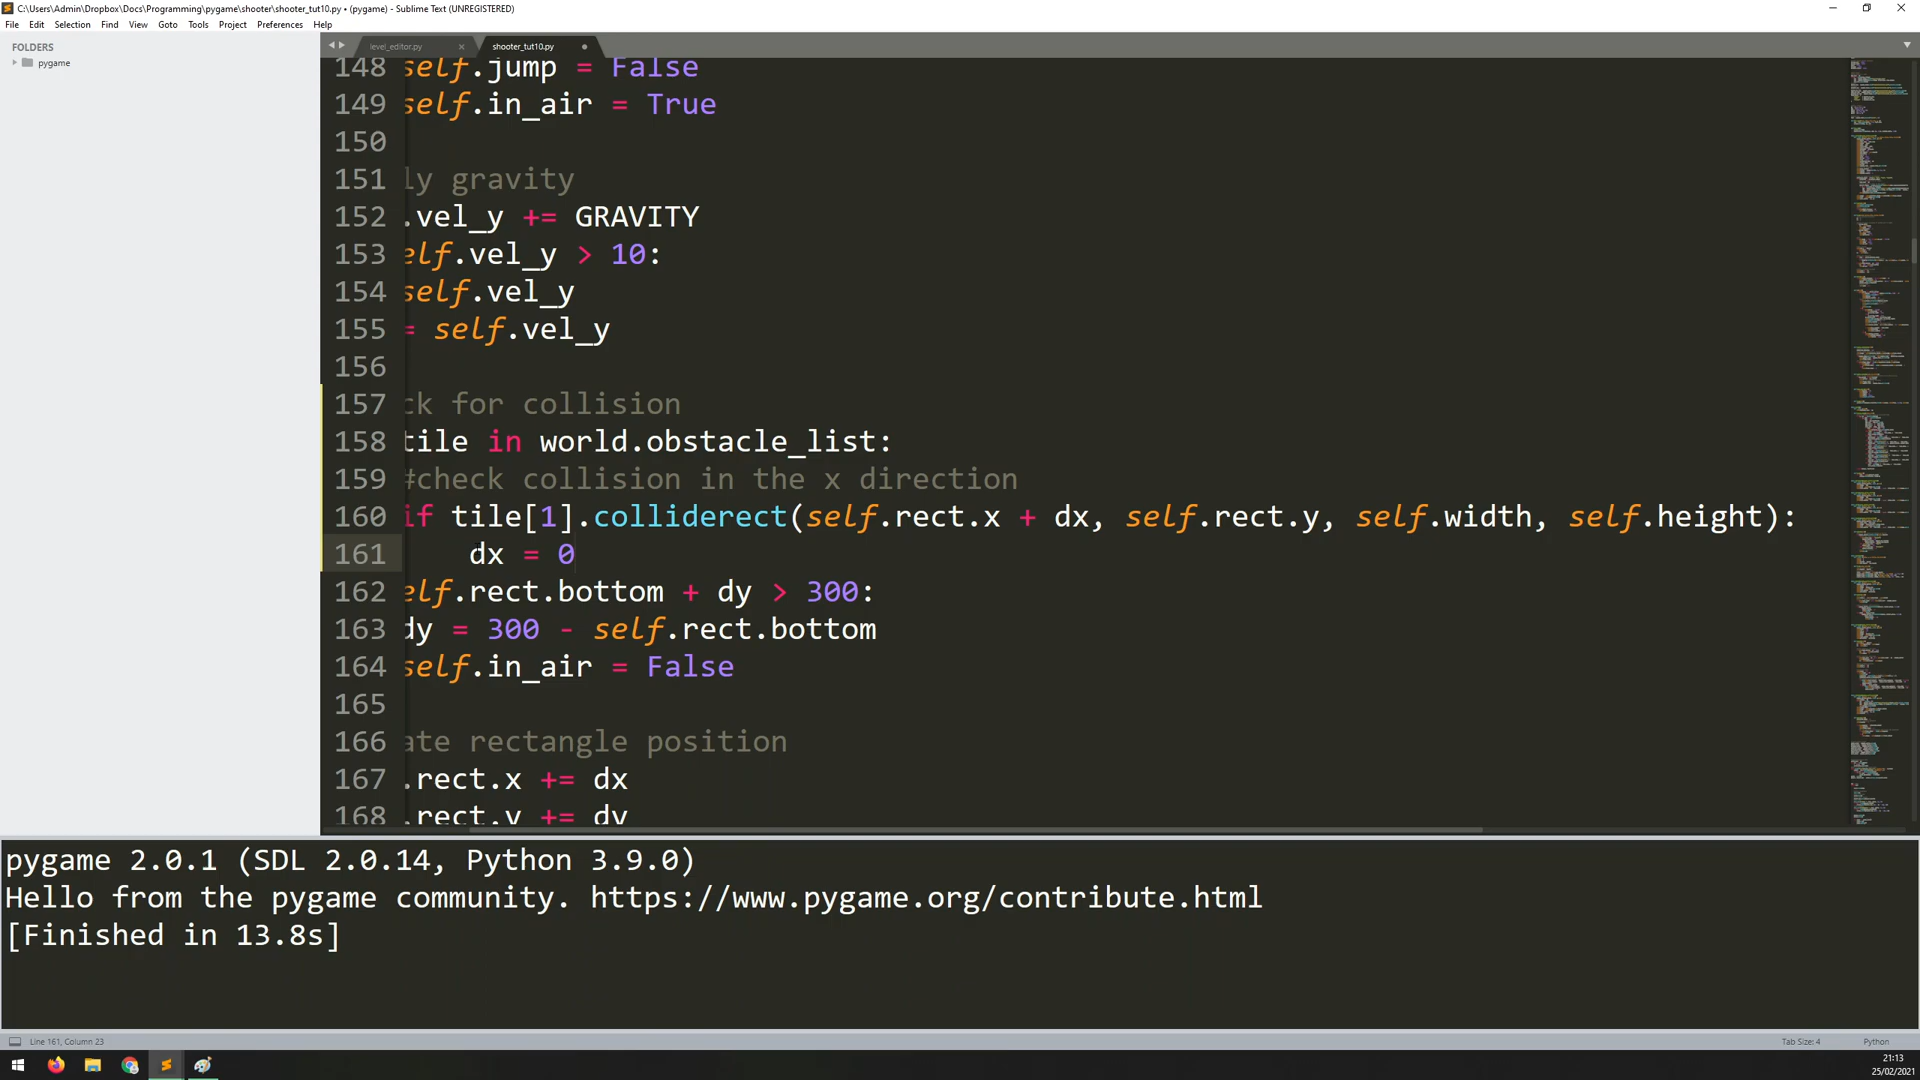 C:\Users\Admin\Dropbox\Docs\Programming\pygame\shooter\shooter_tut10.py • (pygame) - Sublime Text (UNREGISTERED)
File Edit Selection Find View Goto Tools Project Preferences Help
FOLDERS
pygame
level_editor.py
shooter_tut10.py
148 self.jump = False
149 self.in_air = True
150
151 ly gravity
152 .vel_y += GRAVITY
153 elf.vel_y > 10:
154 self.vel_y
155 = self.vel_y
156
157 ck for collision
158 tile in world.obstacle_list:
159 #check collision in the x direction
160 if tile[1].colliderect(self.rect.x + dx, self.rect.y, self.width, self.height):
161 dx = 0
162 elf.rect.bottom + dy > 300:
163 dy = 300 - self.rect.bottom
164 self.in_air = False
165
166 ate rectangle position
167 .rect.x += dx
168 .rect.y += dy
pygame 2.0.1 (SDL 2.0.14, Python 3.9.0)
Hello from the pygame community. https://www.pygame.org/contribute.html
[Finished in 13.8s]
Line 161, Column 23
Tab Size: 4
Python
21:13
25/02/2021